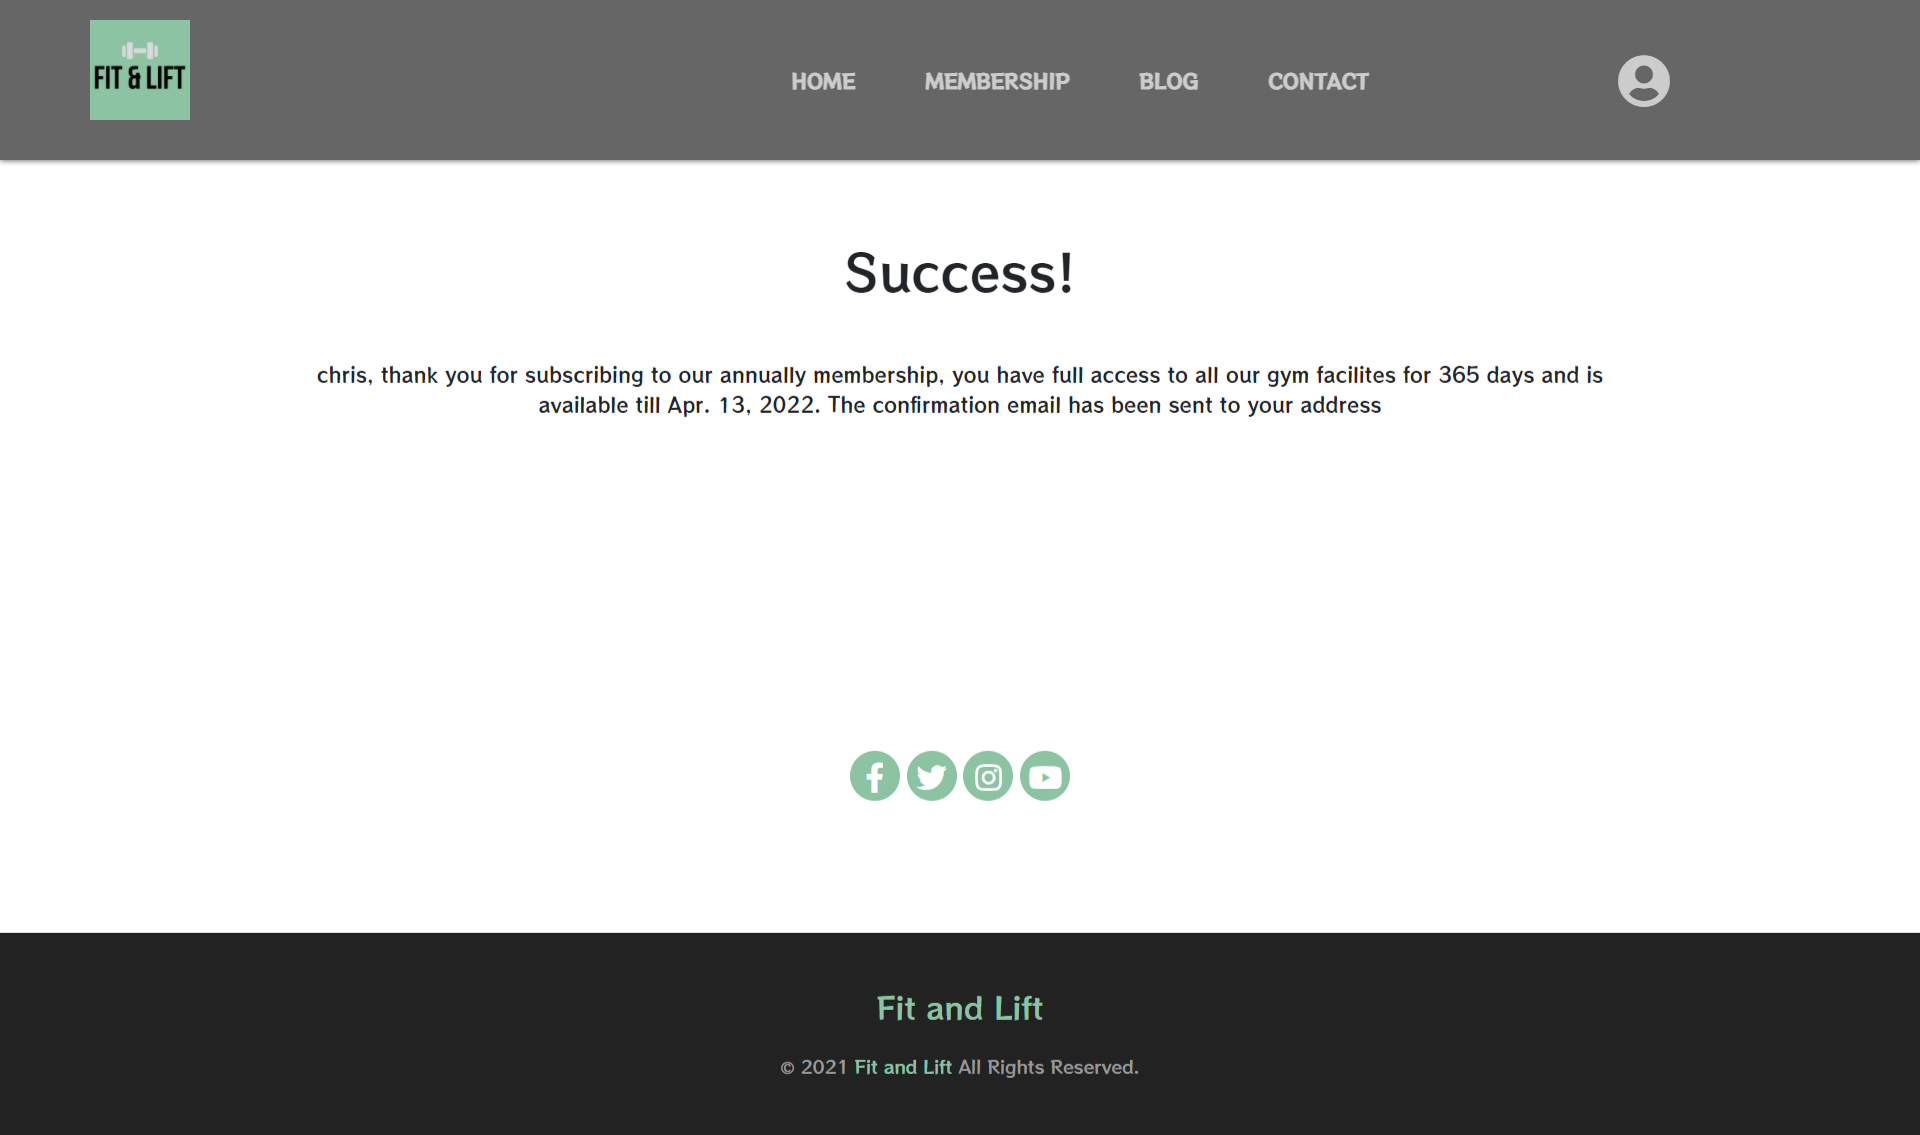 FIT & LIFT
HOME MEMBERSHIP BLOG CONTACT
Success!
chris, thank you for subscribing to our annually membership, you have full access to all our gym facilites for 365 days and is
available till Apr. 13, 2022. The confirmation email has been sent to your address
Fit and Lift
© 2021 Fit and Lift All Rights Reserved.